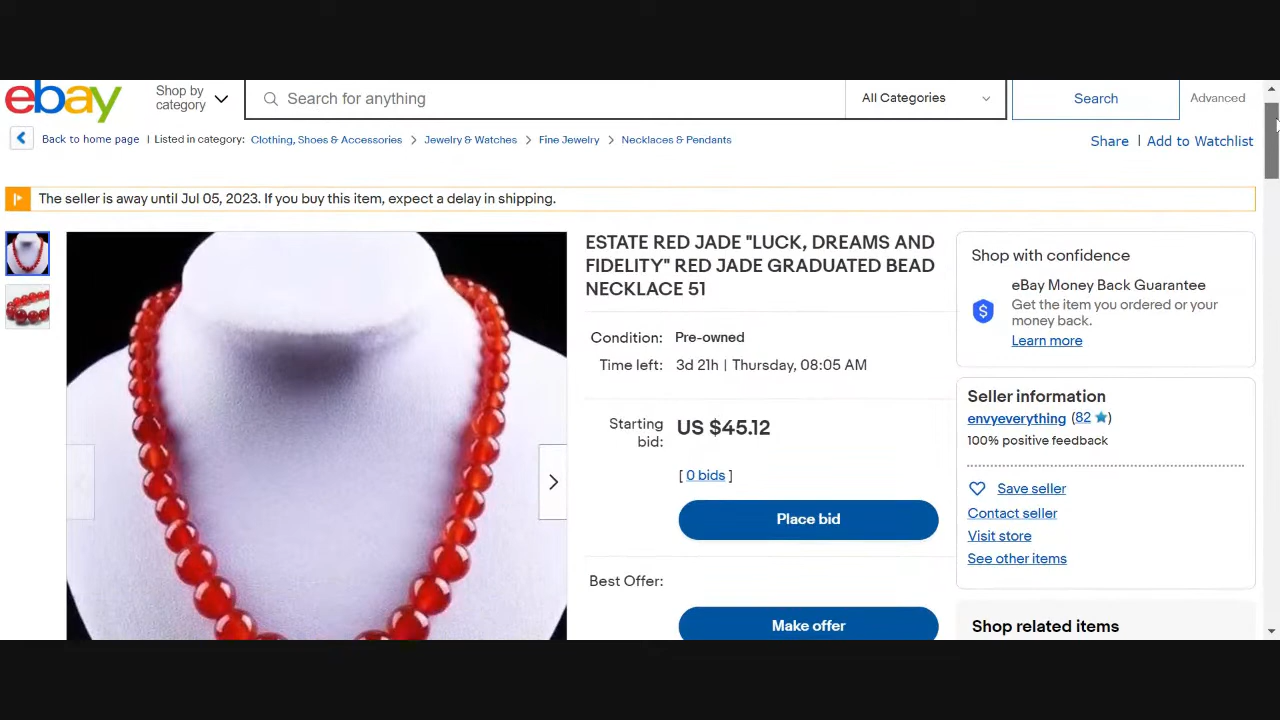 ebay
Shop by
category
Search for anything
All Categories
Search
Advanced
Back to home page | Listed in category: Clothing, Shoes & Accessories > Jewelry & Watches > Fine Jewelry > Necklaces & Pendants
Share | Add to Watchlist
The seller is away until Jul 05, 2023. If you buy this item, expect a delay in shipping.
ESTATE RED JADE "LUCK, DREAMS AND
FIDELITY" RED JADE GRADUATED BEAD
NECKLACE 51
Condition: Pre-owned
Time left: 3d 21h | Thursday, 08:05 AM
Starting
bid:
US $45.12
[ 0 bids ]
Place bid
Best Offer:
Make offer
Shop with confidence
eBay Money Back Guarantee
Get the item you ordered or your
money back.
Learn more
Seller information
envyeverything (82)
100% positive feedback
Save seller
Contact seller
Visit store
See other items
Shop related items